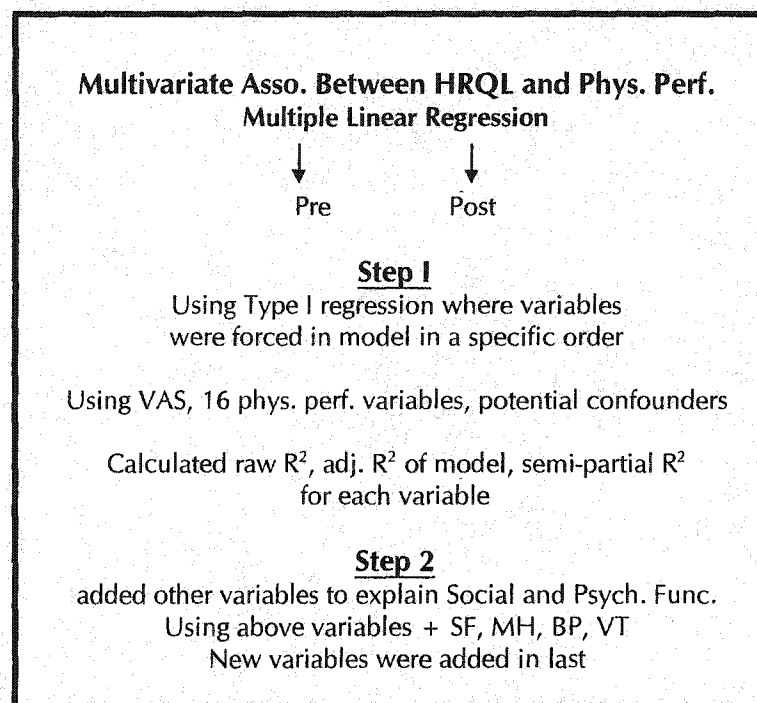 Multivariate Asso. Between HRQL and Phys. Perf.
Multiple Linear Regression
Pre Post
Step I
Using Type I regression where variables
were forced in model in a specific order
Using VAS, 16 phys. perf. variables, potential confounders
Calculated raw R², adj. R² of model, semi-partial R²
for each variable
Step 2
added other variables to explain Social and Psych. Func.
Using above variables + SF, MH, BP, VT
New variables were added in last